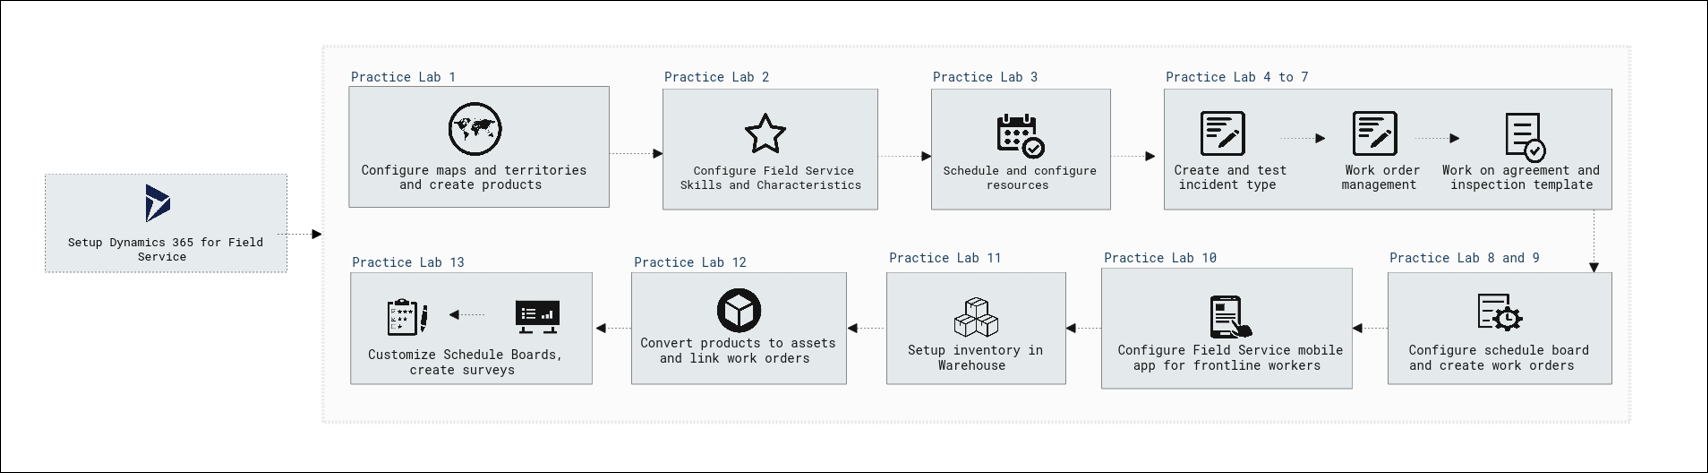 Setup Dynamics 365 for Field
Service
Practice Lab 1
Configure maps and territories
and create products
Practice Lab 2
Configure Field Service
Skills and Characteristics
Practice Lab 3
Schedule and configure
resources
Practice Lab 4 to 7
Create and test
incident type
Work order
management
Work on agreement and
inspection template
Practice Lab 8 and 9
Configure schedule board
and create work orders
Practice Lab 10
Configure Field Service mobile
app for frontline workers
Practice Lab 11
Setup inventory in
Warehouse
Practice Lab 12
Convert products to assets
and link work orders
Practice Lab 13
Customize Schedule Boards,
create surveys